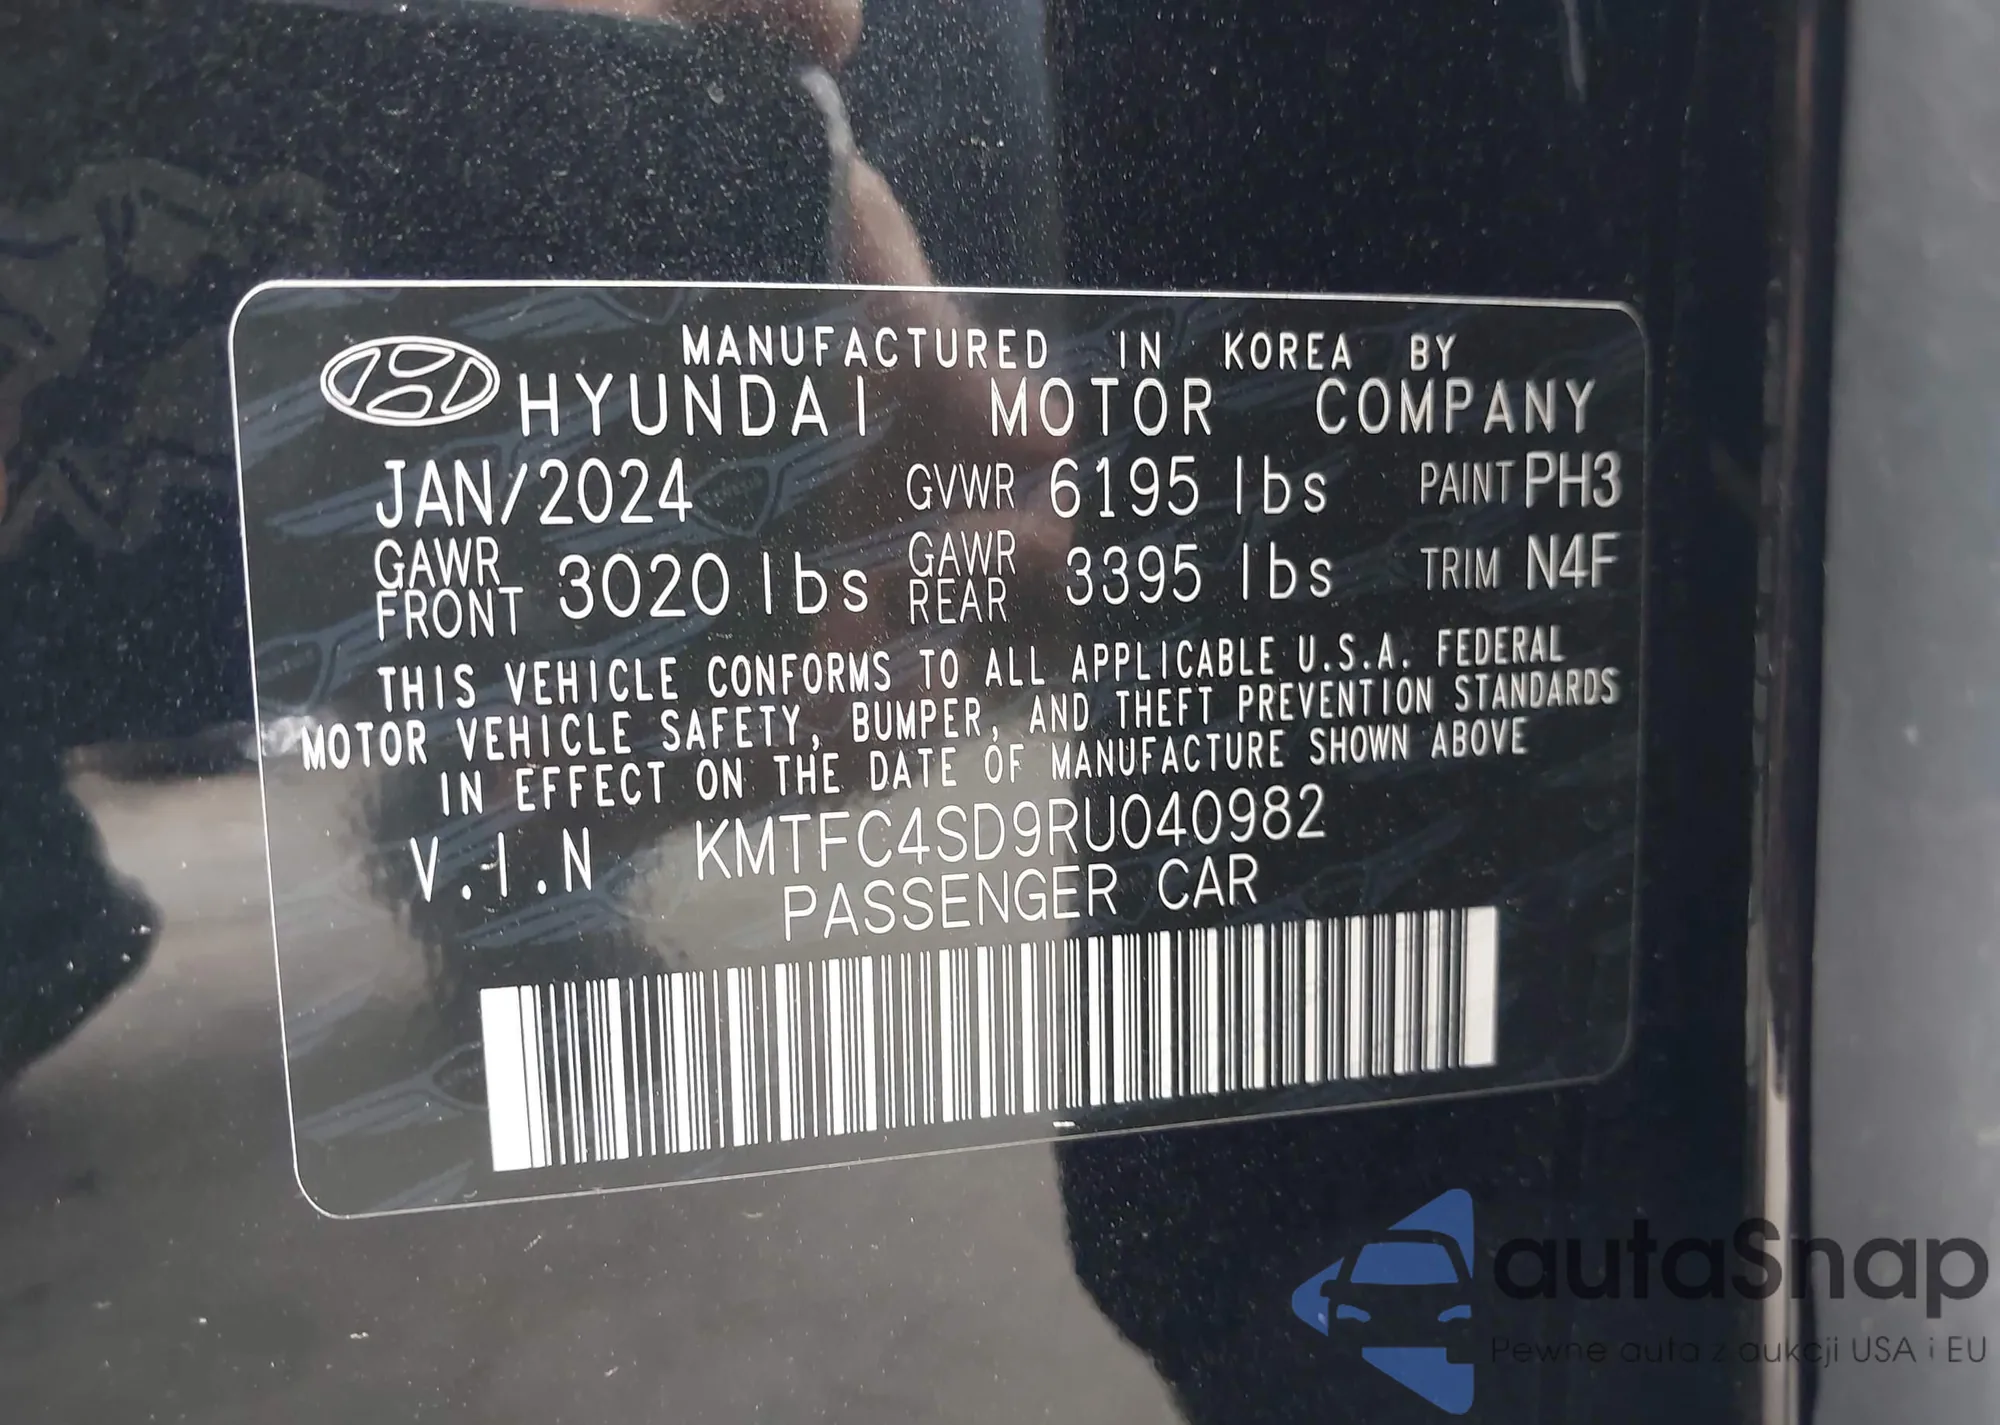 MANUFACTURED IN KOREA BY
HYUNDAI MOTOR COMPANY
JAN/2024 GVWR 6195 lbs PAINT PH3
GAWR FRONT 3020 lbs GAWR REAR 3395 lbs TRIM N4F
THIS VEHICLE CONFORMS TO ALL APPLICABLE U.S.A. FEDERAL
MOTOR VEHICLE SAFETY, BUMPER, AND THEFT PREVENTION STANDARDS
IN EFFECT ON THE DATE OF MANUFACTURE SHOWN ABOVE
V.I.N KMTFC4SD9RU040982
PASSENGER CAR
autaSnap
Pewne auta z aukcji USA i EU